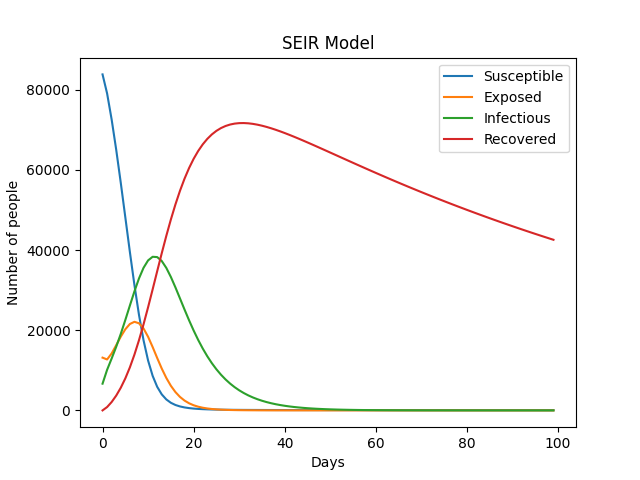 SEIR Model
Susceptible
Exposed
Infectious
Recovered
Number of people
80000
60000
40000
20000
0
0 20 40 60 80 100
Days